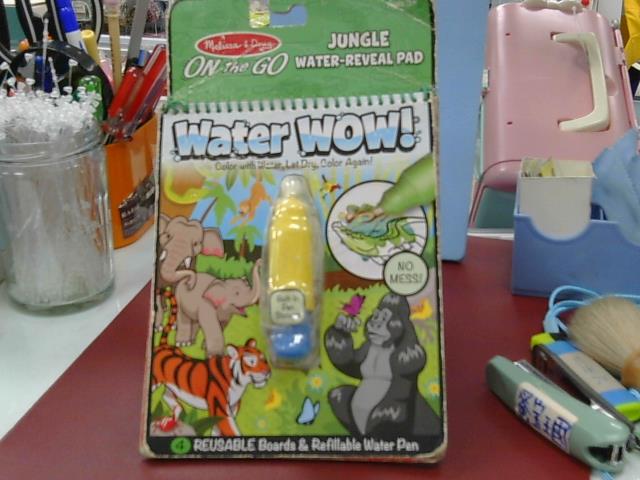 Melissa & Doug
ON the GO
JUNGLE
WATER-REVEAL PAD
Water WOW!
Color with Water, Let Dry, Color Again!
NO
MESS!
4 REUSABLE Boards & Refillable Water Pen